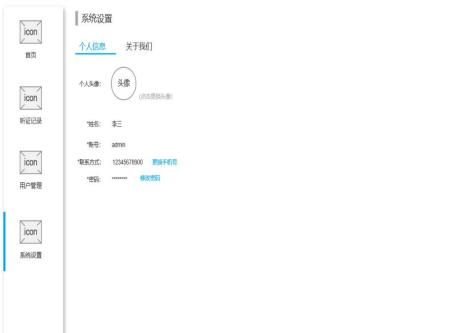 系统设置
icon
首页
个人信息 关于我们
个人头像: 头像
(点击更换头像)
icon
听证记录
*姓名: 李三
*账号: admin
*联系方式: 12345678900 更换手机号
*密码: ******** 修改密码
icon
用户管理
icon
系统设置